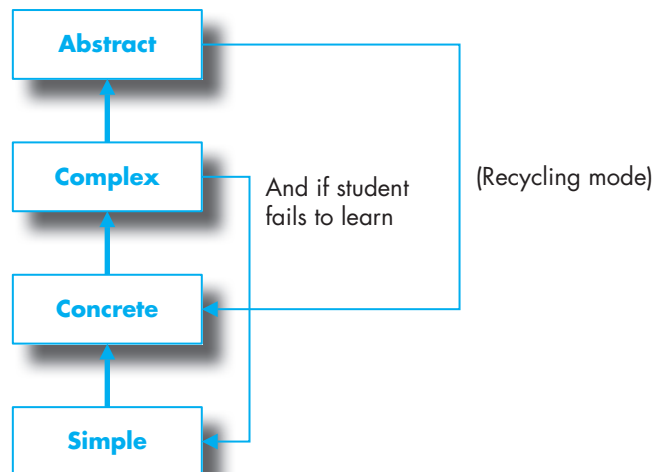 Abstract
Complex
And if student
fails to learn
(Recycling mode)
Concrete
Simple